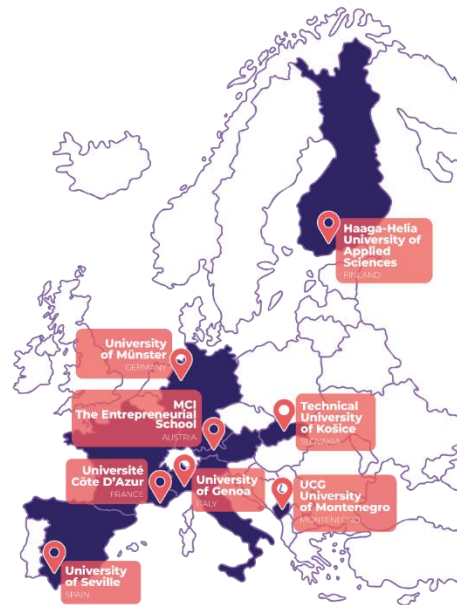 Haaga-Helia
University of
Applied
Sciences
FINLAND
University
of Münster
GERMANY
MCI
The Entrepreneurial
School
AUSTRIA
Technical
University
of Košice
SLOVAKIA
Université
Côte D'Azur
FRANCE
University
of Genoa
ITALY
UCG
University
of Montenegro
MONTENEGRO
University
of Seville
SPAIN